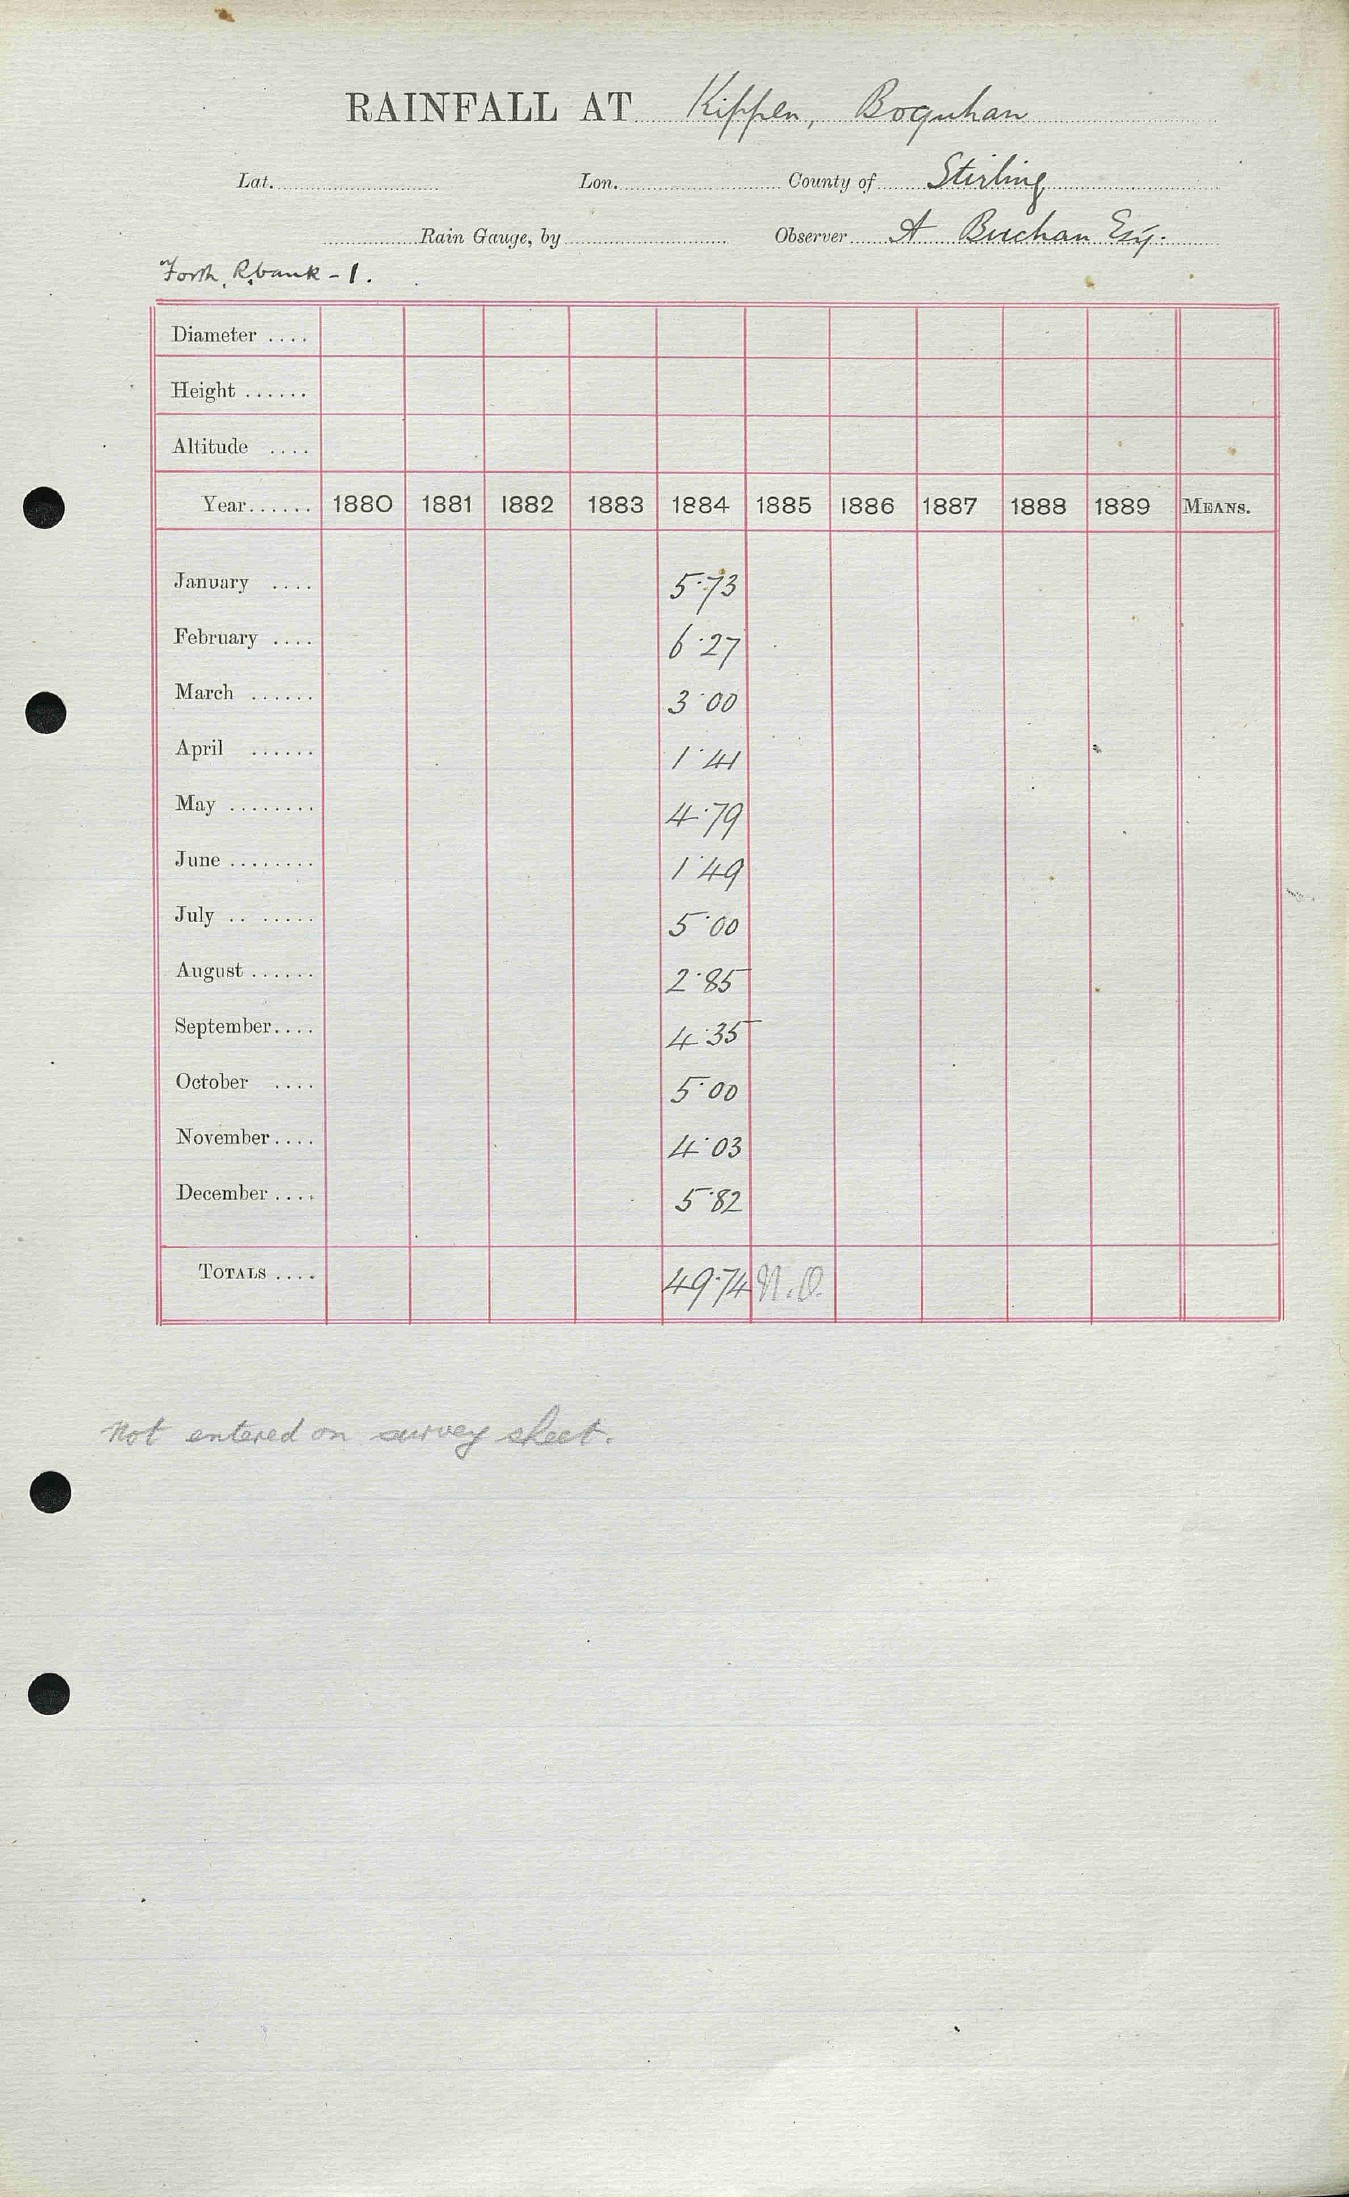 RAINFALL AT Kippen, Boquhan
Lat. Lon. County of Stirling
Rain Gauge, by Observer A Buchan Esq.
Forth, R.bank - 1.
Diameter ....
Height ......
Altitude ....
Year...... 1880 1881 1882 1883 1884 1885 1886 1887 1888 1889 MEANS.
January .... 5.73
February .... 6.27
March ...... 3.00
April ...... 1.41
May ........ 4.79
June ........ 1.49
July .. ..... 5.00
August ...... 2.85
September.... 4.35
October .... 5.00
November.... 4.03
December .... 5.82
TOTALS .... 49.74 N.O.
Not entered on survey sheet.